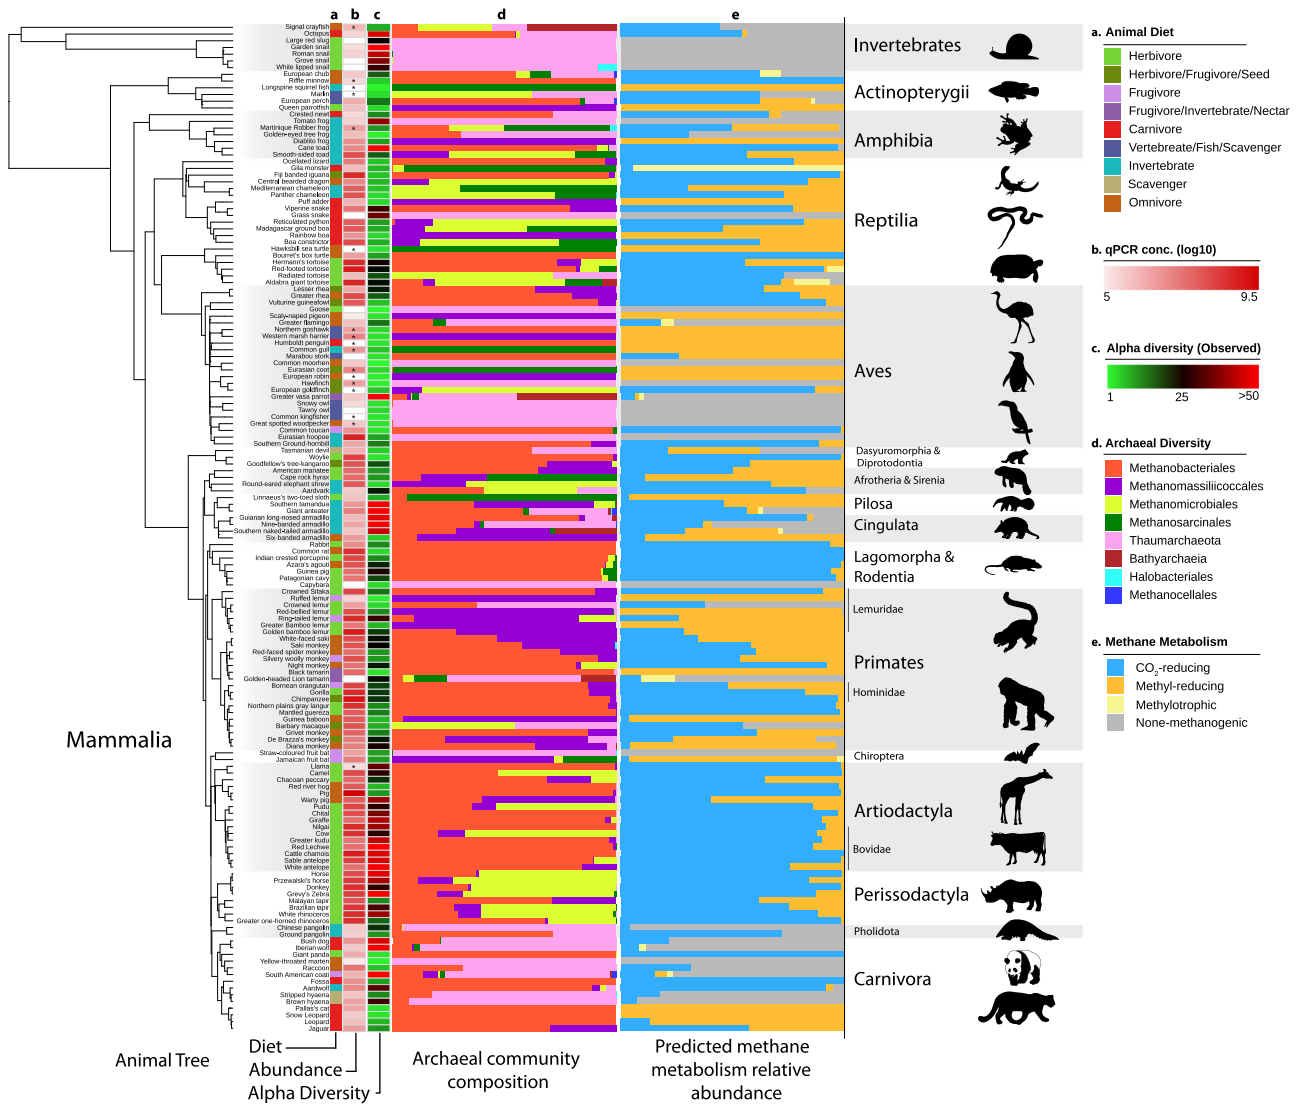 a b c d e
Signal crayfish
Octopus
Large red slug
Garden snail
Roman snail
Grove snail
White lipped snail
European chub
Riffle minnow
Longspine squirrel fish
Marlin
European perch
Queen parrotfish
Crested newt
Tomato frog
Martinique Robber frog
Golden-eyed tree frog
Diablito frog
Cane toad
Smooth-sided toad
Ocellated lizard
Gila monster
Fiji banded iguana
Central bearded dragon
Mediterranean chameleon
Panther chameleon
Puff adder
Viperine snake
Grass snake
Reticulated python
Madagascar ground boa
Rainbow boa
Boa constrictor
Hawksbill sea turtle
Bourret's box turtle
Hermann's tortoise
Red-footed tortoise
Radiated tortoise
Aldabra giant tortoise
Lesser rhea
Greater rhea
Vulturine guineafowl
Goose
Scaly-naped pigeon
Greater flamingo
Northern goshawk
Western marsh harrier
Humboldt penguin
Common gull
Marabou stork
Common moorhen
Eurasian coot
European robin
Hawfinch
European goldfinch
Greater vasa parrot
Snowy owl
Tawny owl
Common kingfisher
Great spotted woodpecker
Common toucan
Eurasian hoopoe
Southern Ground-hornbill
Tasmanian devil
Woylie
Goodfellow's tree-kangaroo
American manatee
Cape rock hyrax
Round-eared elephant shrew
Aardvark
Linnaeus's two-toed sloth
Southern tamandua
Giant anteater
Guianan long-nosed armadillo
Nine-banded armadillo
Southern naked-tailed armadillo
Six-banded armadillo
Rabbit
Common rat
Indian crested porcupine
Azara's agouti
Guinea pig
Patagonian cavy
Capybara
Crowned Sifaka
Ruffed lemur
Crowned lemur
Red-bellied lemur
Ring-tailed lemur
Greater Bamboo lemur
Golden bamboo lemur
White-faced saki
Saki monkey
Red-faced spider monkey
Silvery woolly monkey
Night monkey
Black tamarin
Golden-headed Lion tamarin
Bornean orangutan
Gorilla
Chimpanzee
Northern plains gray langur
Mantled guereza
Guinea baboon
Barbary macaque
Grivet monkey
De Brazza's monkey
Diana monkey
Straw-coloured fruit bat
Jamaican fruit bat
Llama
Camel
Chacoan peccary
Red river hog
Pig
Warty pig
Pudu
Chital
Giraffe
Nilgai
Cow
Greater kudu
Red Lechwe
Cattle chamois
Sable antelope
White antelope
Horse
Przewalski's horse
Donkey
Grevy's Zebra
Malayan tapir
Brazilian tapir
White rhinoceros
Greater one-horned rhinoceros
Chinese pangolin
Ground pangolin
Bush dog
Iberian wolf
Giant panda
Yellow-throated marten
Raccoon
South American coati
Fossa
Aardwolf
Stripped hyaena
Brown hyaena
Pallas's cat
Snow Leopard
Leopard
Jaguar
Mammalia
Invertebrates
Actinopterygii
Amphibia
Reptilia
Aves
Dasyuromorphia &
Diprotodontia
Afrotheria & Sirenia
Pilosa
Cingulata
Lagomorpha &
Rodentia
Lemuridae
Primates
Hominidae
Chiroptera
Artiodactyla
Bovidae
Perissodactyla
Pholidota
Carnivora
a. Animal Diet
Herbivore
Herbivore/Frugivore/Seed
Frugivore
Frugivore/Invertebrate/Nectar
Carnivore
Vertebreate/Fish/Scavenger
Invertebrate
Scavenger
Omnivore
b. qPCR conc. (log10)
5 9.5
c. Alpha diversity (Observed)
1 25 >50
d. Archaeal Diversity
Methanobacteriales
Methanomassiliicoccales
Methanomicrobiales
Methanosarcinales
Thaumarchaeota
Bathyarchaeia
Halobacteriales
Methanocellales
e. Methane Metabolism
CO2-reducing
Methyl-reducing
Methylotrophic
None-methanogenic
Animal Tree
Diet
Abundance
Alpha Diversity
Archaeal community
composition
Predicted methane
metabolism relative
abundance